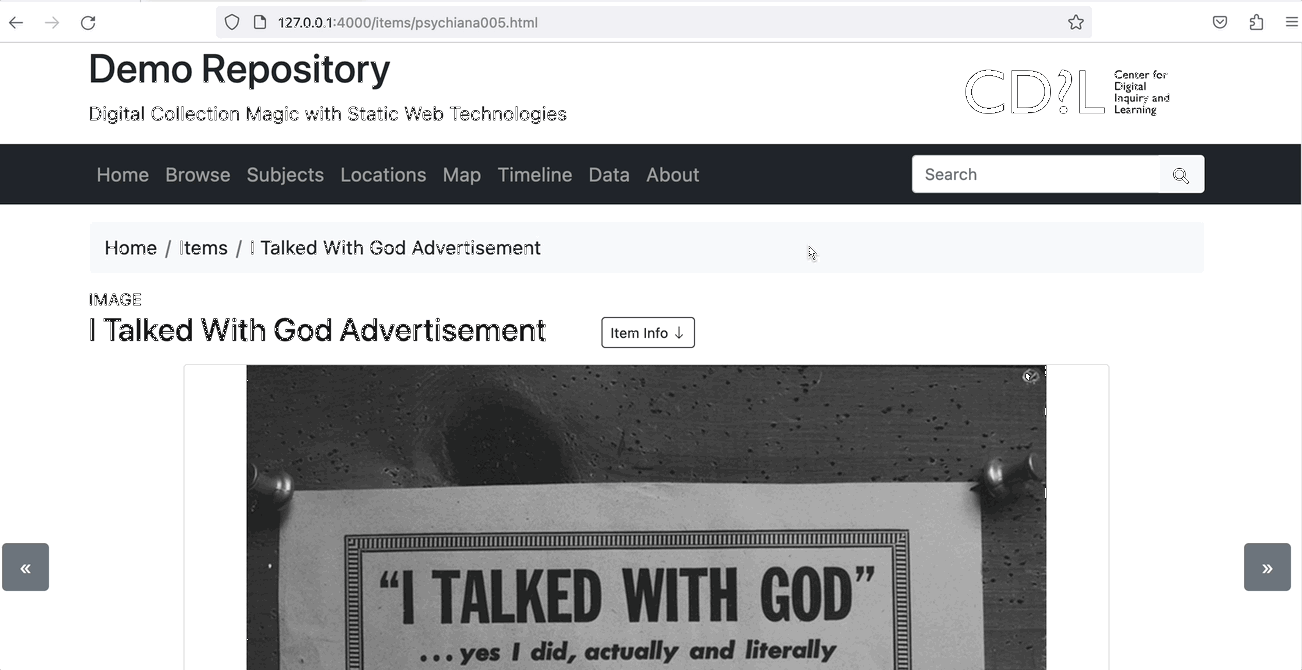 127.0.0.1:4000/items/psychiana005.html
Demo Repository
Digital Collection Magic with Static Web Technologies
CD?L
Center for
Digital
Inquiry and
Learning
Home Browse Subjects Locations Map Timeline Data About
Search
Home / Items / I Talked With God Advertisement
IMAGE
I Talked With God Advertisement
Item Info ↓
“I TALKED WITH GOD”
...yes I did, actually and literally
«
»